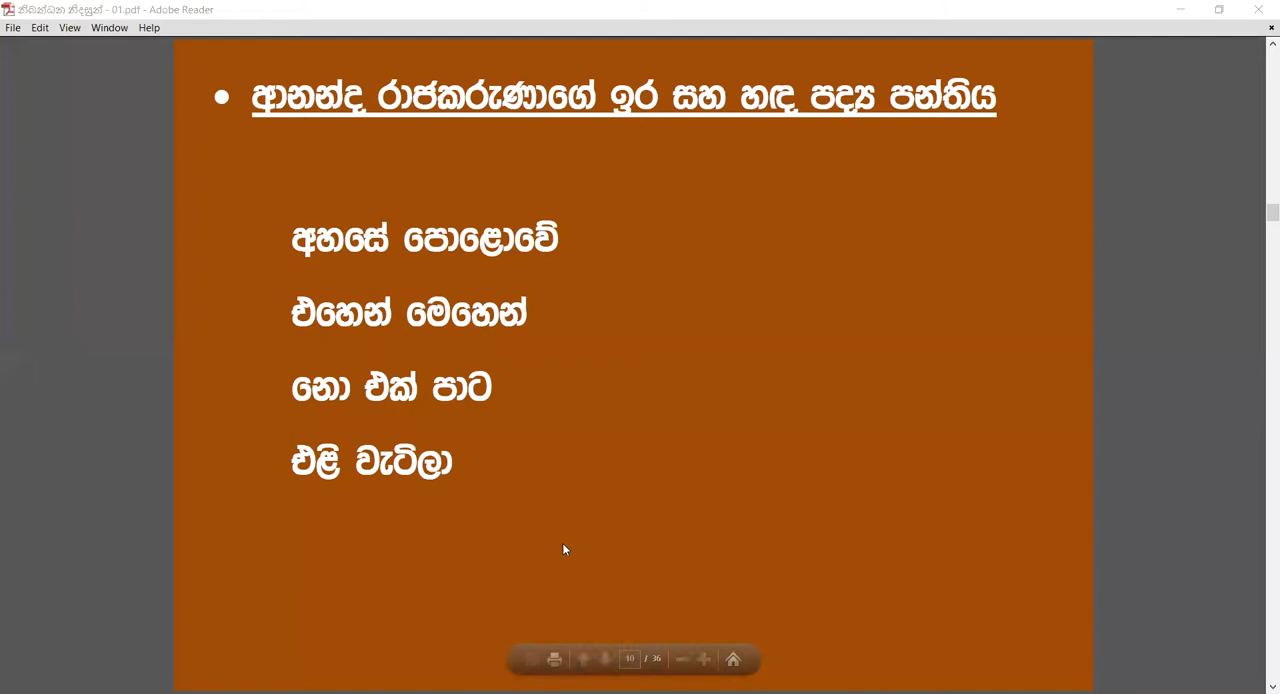 නිබන්ධන නිදසුන් - 01.pdf - Adobe Reader
File Edit View Window Help
• ආනන්ද රාජකරුණාගේ ඉර සහ හඳ පද්‍ය පන්තිය
අහසේ පොළොවේ
එහෙන් මෙහෙන්
නො එක් පාට
එළි වැටිලා
10 / 36